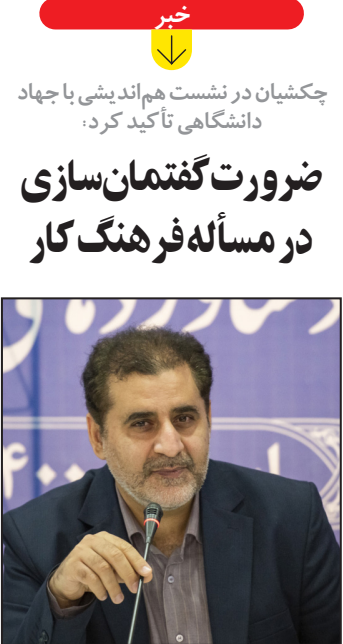 خبر
چکشیان در نشست هم‌اندیشی با جهاد
دانشگاهی تأکید کرد:
ضرورت گفتمان‌سازی
در مسأله فرهنگ کار